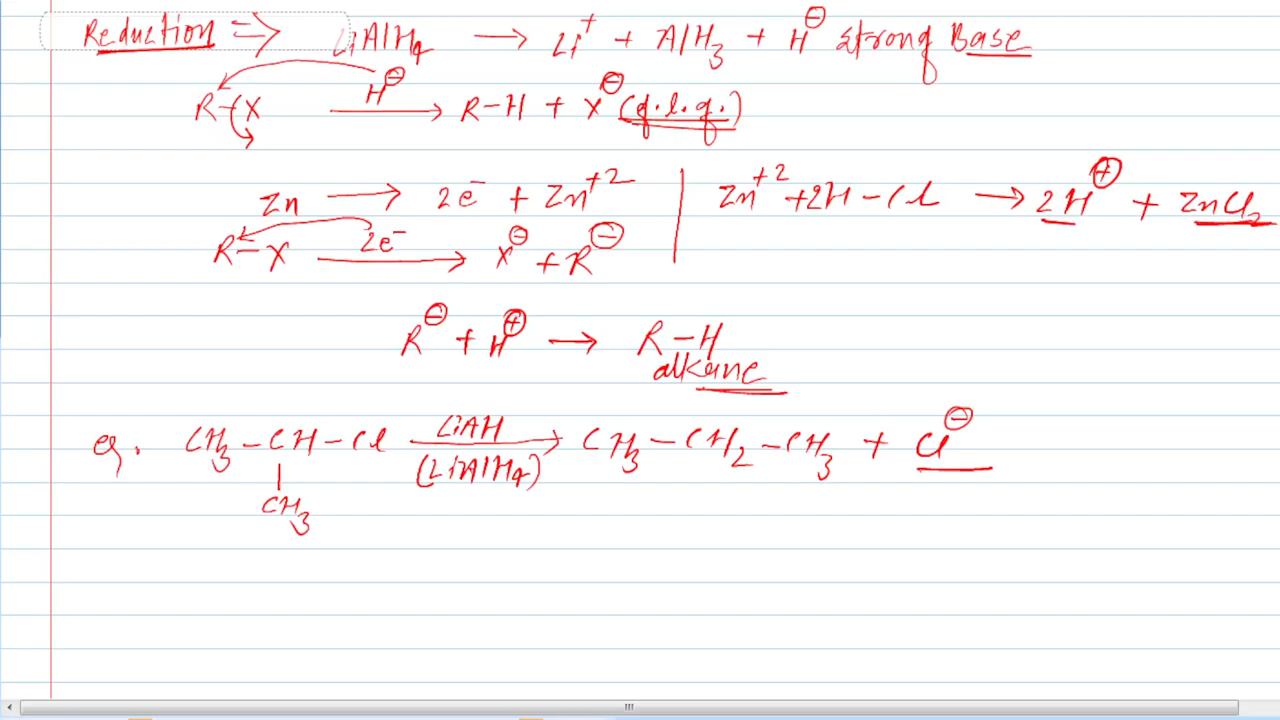 Reduction ⇒ LiAlH₄ → Li⁺ + AlH₃ + H⊖ strong Base
H⊖
R–X → R–H + X⊖ (g.l.g.)
Zn → 2e⁻ + Zn⁺² | Zn⁺² + 2H–Cl → 2H⊕ + ZnCl₂
2e⁻
R–X → X⊖ + R⊖
R⊖ + H⊕ → R–H
alkane
LiAH
eg. CH₃–CH–Cl → CH₃–CH₂–CH₃ + Cl⊖
(LiAlH₄)
CH₃